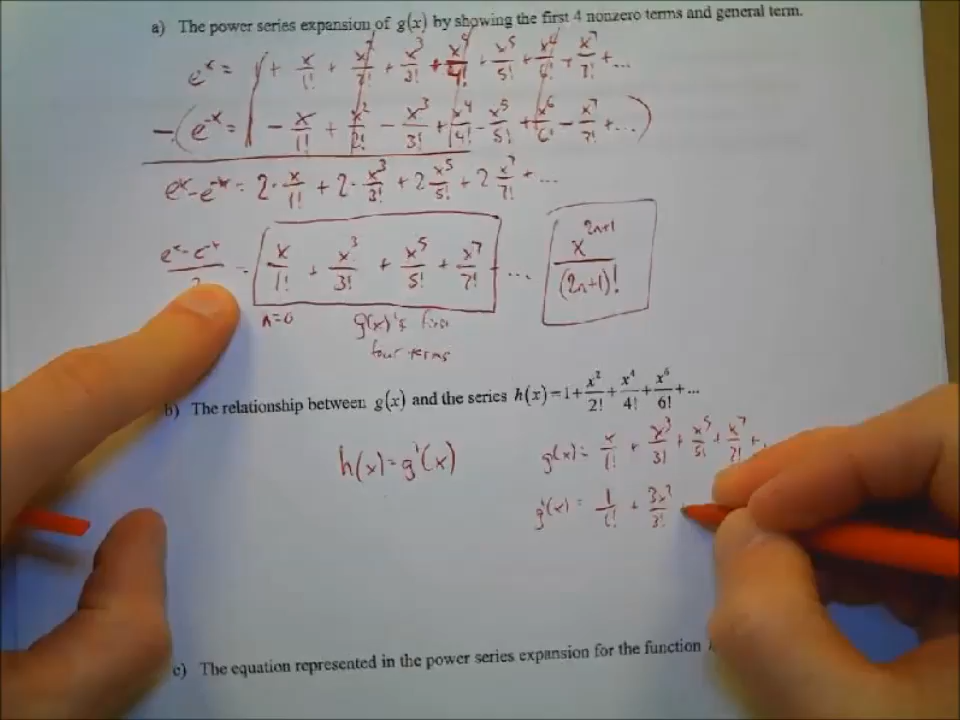 a) The power series expansion of g(x) by showing the first 4 nonzero terms and general term.
eˣ = 1 + x/1! + x²/2! + x³/3! + x⁴/4! + x⁵/5! + x⁶/6! + x⁷/7! + ...
-(e⁻ˣ = 1 - x/1! + x²/2! - x³/3! + x⁴/4! - x⁵/5! + x⁶/6! - x⁷/7! + ...)
eˣ - e⁻ˣ = 2·x/1! + 2·x³/3! + 2 x⁵/5! + 2 x⁷/7! + ...
(eˣ - e⁻ˣ)/2 = x/1! + x³/3! + x⁵/5! + x⁷/7! + ... x²ⁿ⁺¹/(2n+1)!
n=0 g(x)'s first
four terms
b) The relationship between g(x) and the series h(x) = 1 + x²/2! + x⁴/4! + x⁶/6! + ...
h(x) = g'(x)
g(x) = x/1! + x³/3! + x⁵/5! + x⁷/7! +
g'(x) = 1/1! + 3x²/3! +
c) The equation represented in the power series expansion for the function